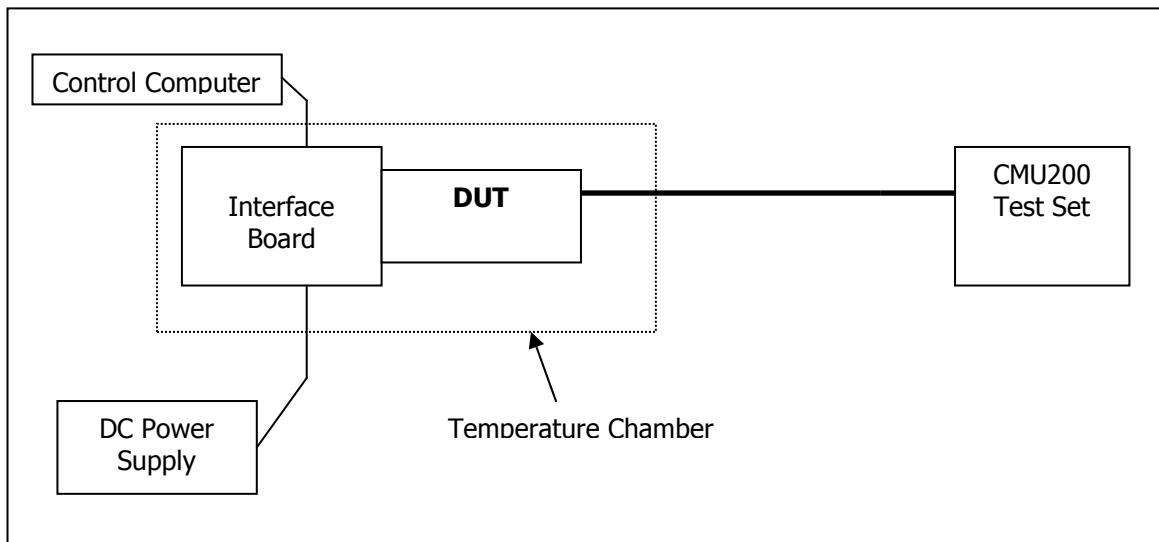 Control Computer
Interface
Board
DUT
CMU200
Test Set
DC Power
Supply
Temperature Chamber